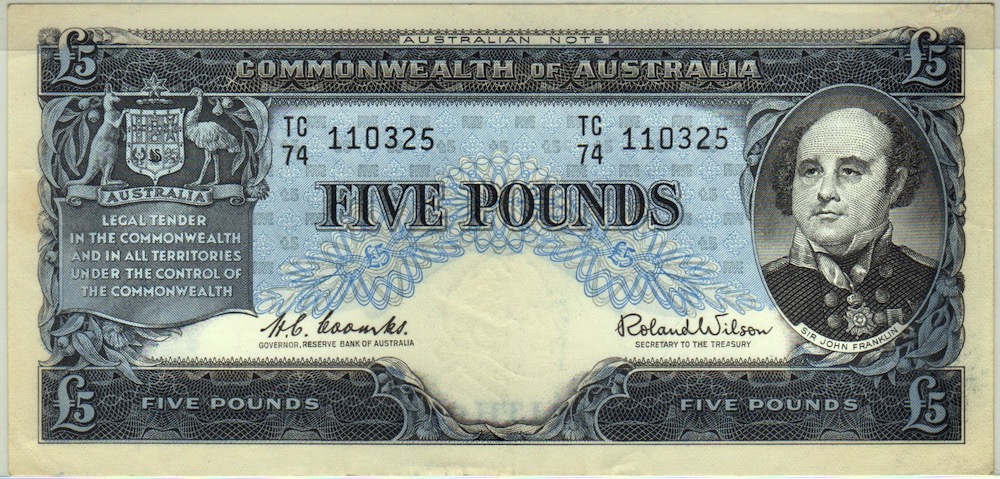 AUSTRALIAN NOTE
£5 £5
COMMONWEALTH OF AUSTRALIA
TC 74 110325 TC 74 110325
FIVE POUNDS
£5 £5
AUSTRALIA
LEGAL TENDER
IN THE COMMONWEALTH
AND IN ALL TERRITORIES
UNDER THE CONTROL OF
THE COMMONWEALTH
H.C. Coombs.
GOVERNOR, RESERVE BANK OF AUSTRALIA
Roland Wilson
SECRETARY TO THE TREASURY
SIR JOHN FRANKLIN
£5 FIVE POUNDS FIVE POUNDS £5